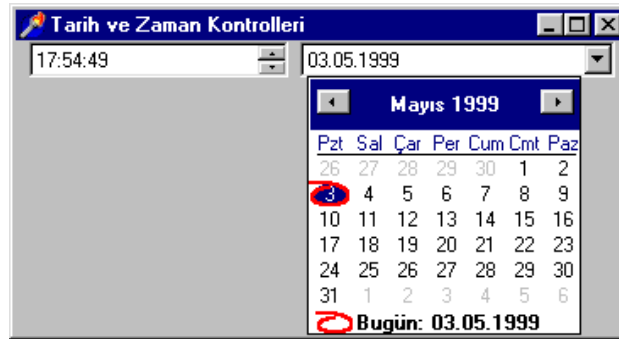 Tarih ve Zaman Kontrolleri
17:54:49 03.05.1999
Mayıs 1999
Pzt Sal Çar Per Cum Cmt Paz
26 27 28 29 30 1 2
3 4 5 6 7 8 9
10 11 12 13 14 15 16
17 18 19 20 21 22 23
24 25 26 27 28 29 30
31 1 2 3 4 5 6
Bugün: 03.05.1999